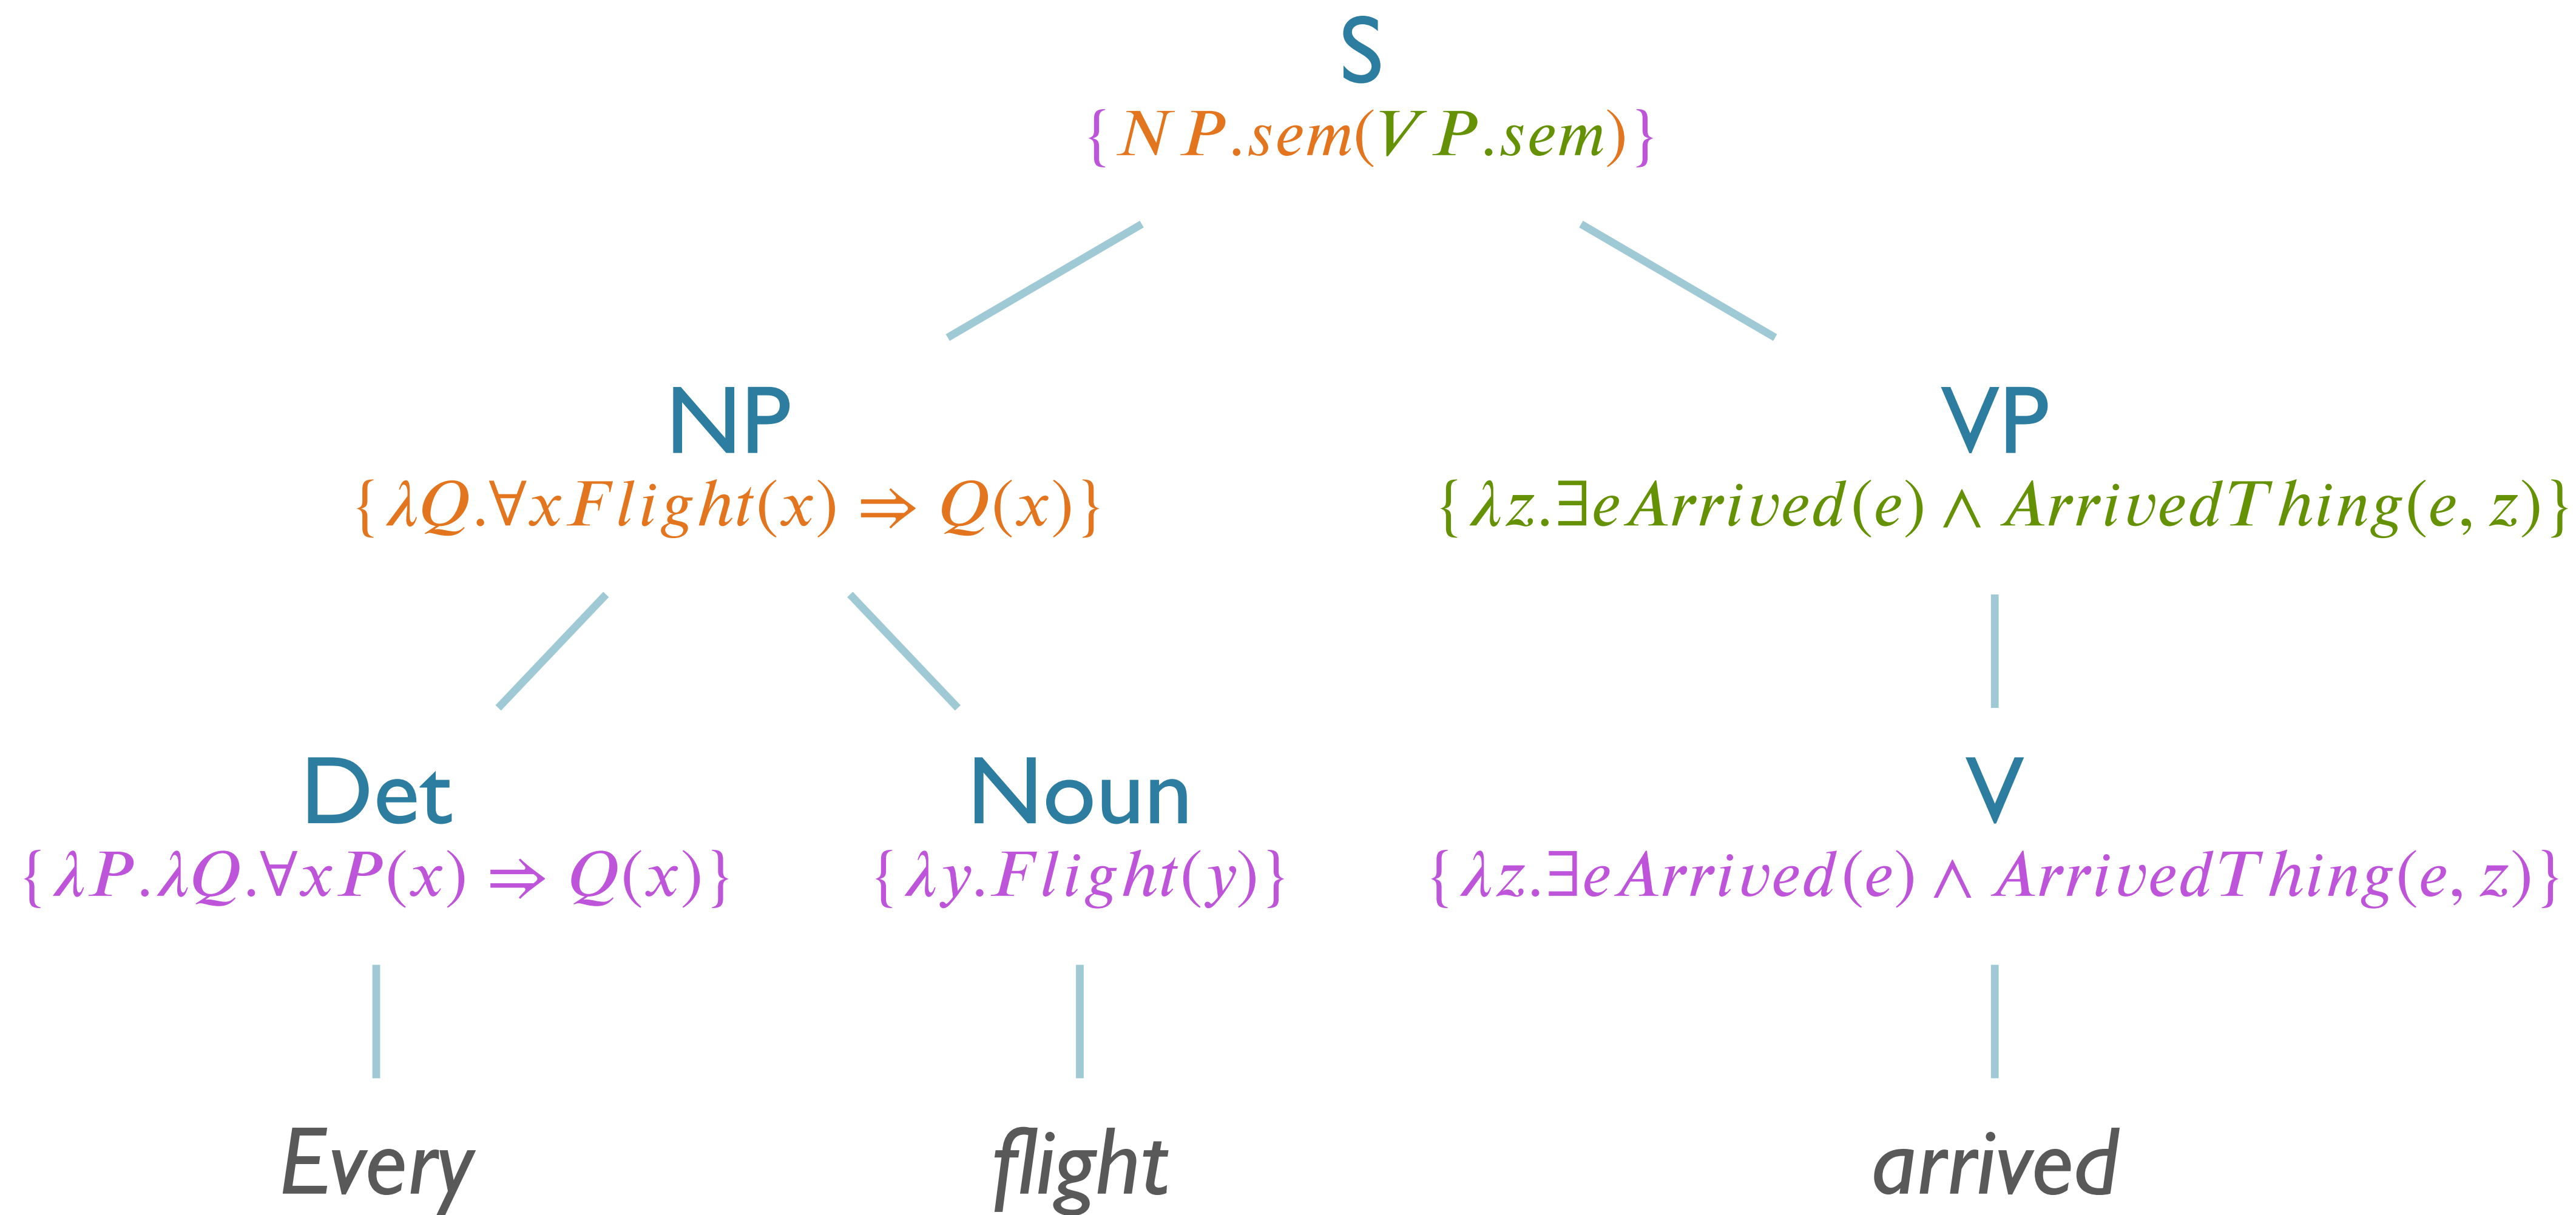 S
{NP.sem(VP.sem)}
NP
VP
{λQ.∀xFlight(x) ⇒ Q(x)}
{λz.∃eArrived(e) ∧ ArrivedThing(e, z)}
Det
Noun
V
{λP.λQ.∀xP(x) ⇒ Q(x)}
{λy.Flight(y)}
{λz.∃eArrived(e) ∧ ArrivedThing(e, z)}
Every
flight
arrived